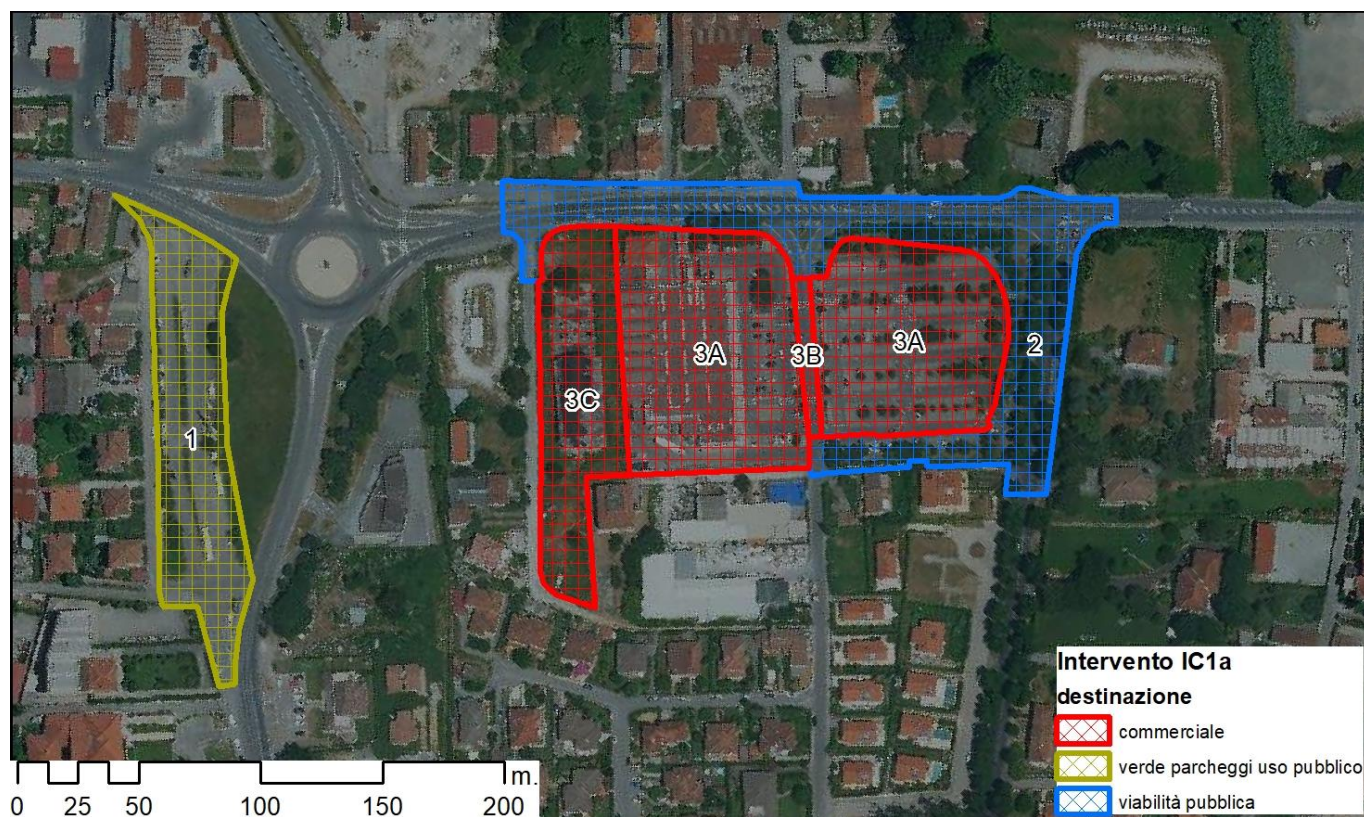 1
3C
3A
3B
3A
2
Intervento IC1a
destinazione
commerciale
verde parcheggi uso pubblico
viabilità pubblica
m.
0 25 50 100 150 200